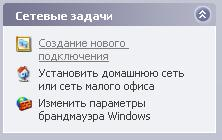 Сетевые задачи
Создание нового
подключения
Установить домашнюю сеть
или сеть малого офиса
Изменить параметры
брандмауэра Windows